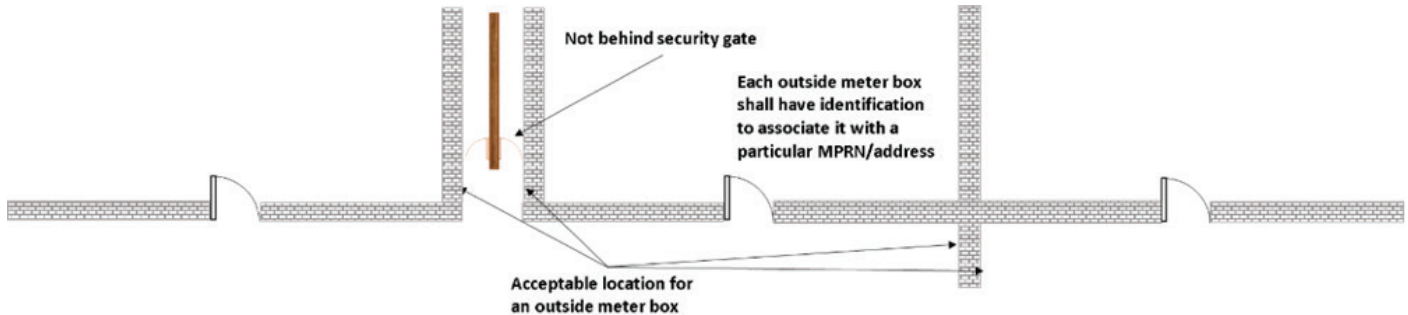 Not behind security gate
Each outside meter box
shall have identification
to associate it with a
particular MPRN/address
Acceptable location for
an outside meter box